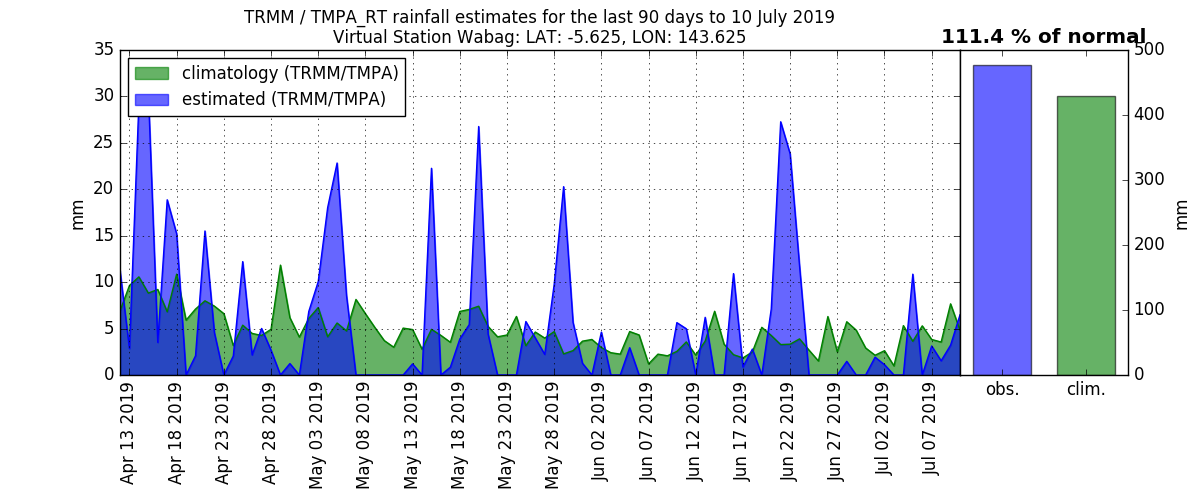 TRMM / TMPA_RT rainfall estimates for the last 90 days to 10 July 2019
Virtual Station Wabag: LAT: -5.625, LON: 143.625
111.4 % of normal
climatology (TRMM/TMPA)
estimated (TRMM/TMPA)
35
30
25
20
15
10
5
0
mm
500
400
300
200
100
0
mm
Apr 13 2019
Apr 18 2019
Apr 23 2019
Apr 28 2019
May 03 2019
May 08 2019
May 13 2019
May 18 2019
May 23 2019
May 28 2019
Jun 02 2019
Jun 07 2019
Jun 12 2019
Jun 17 2019
Jun 22 2019
Jun 27 2019
Jul 02 2019
Jul 07 2019
obs.
clim.